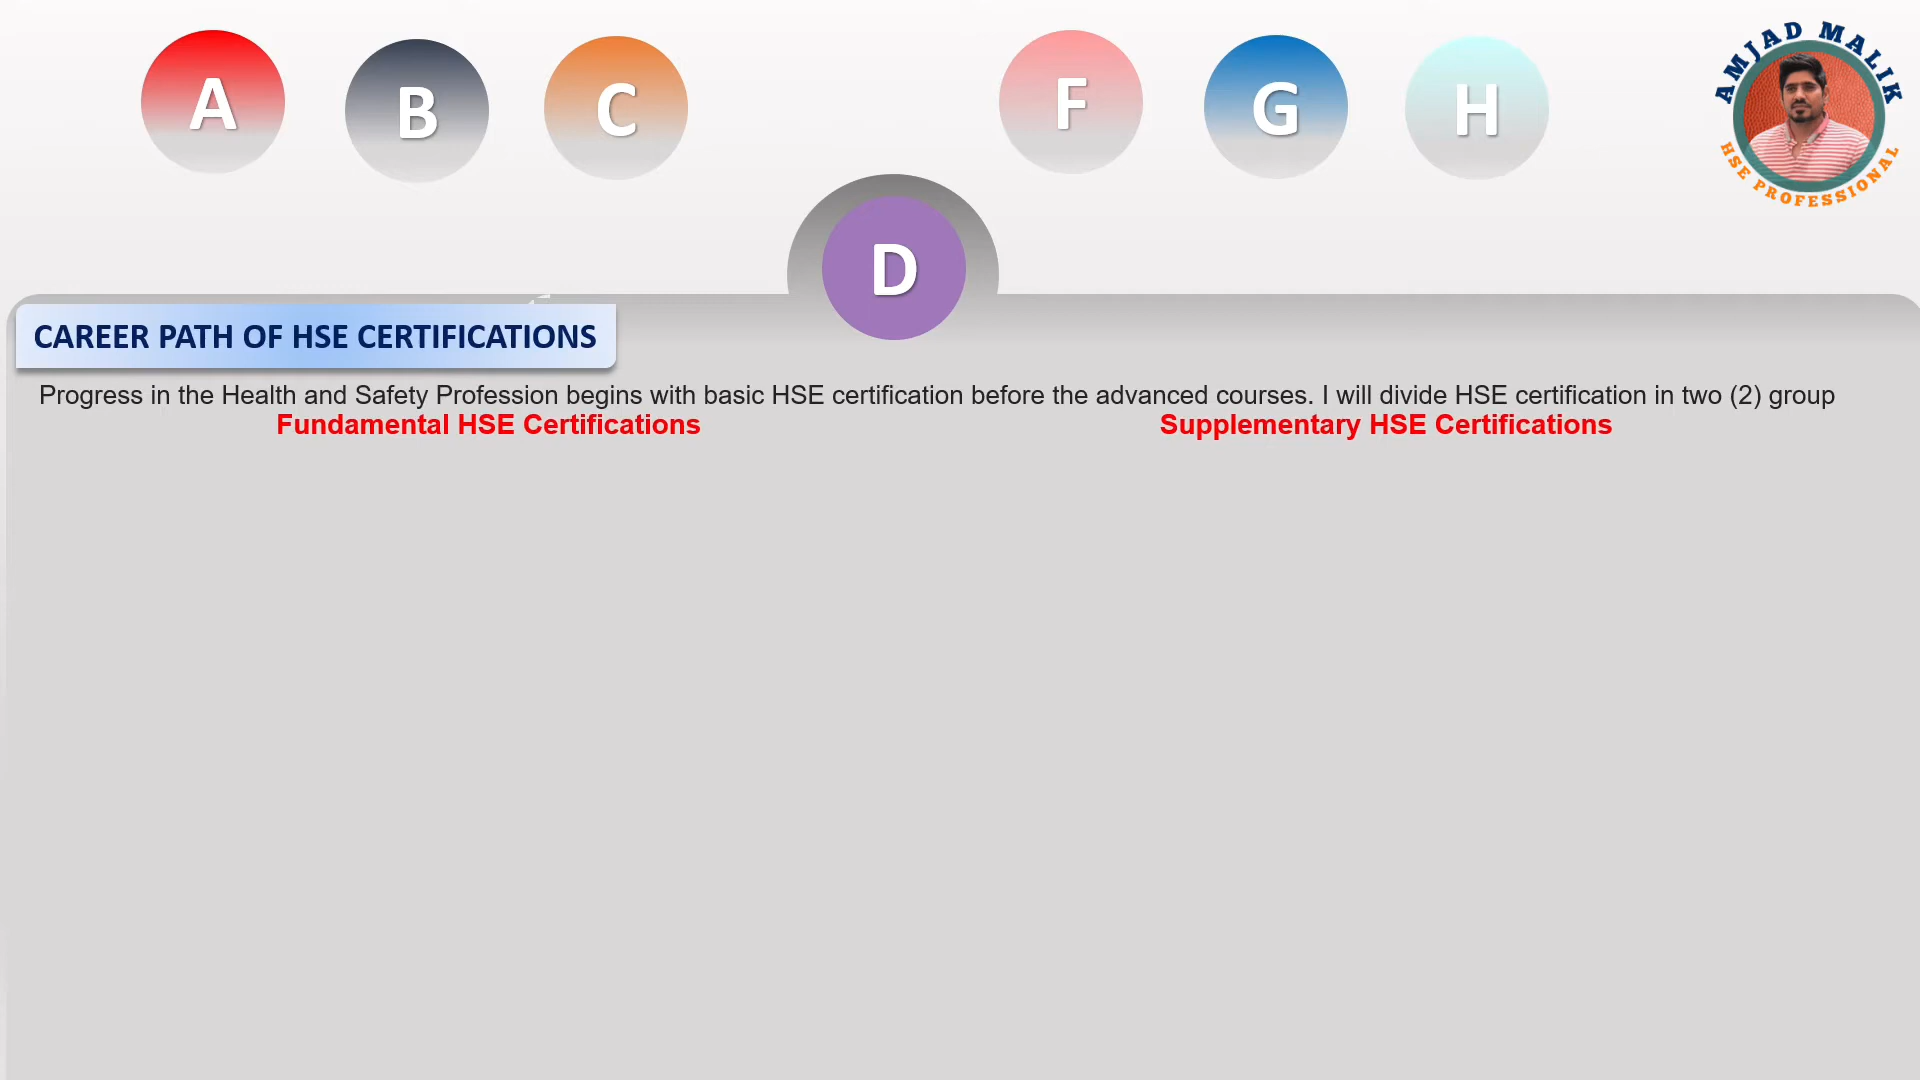 A
B
C
F
G
H
AMJAD MALIK
HSE PROFESSIONAL
D
CAREER PATH OF HSE CERTIFICATIONS
Progress in the Health and Safety Profession begins with basic HSE certification before the advanced courses. I will divide HSE certification in two (2) group
Fundamental HSE Certifications
Supplementary HSE Certifications